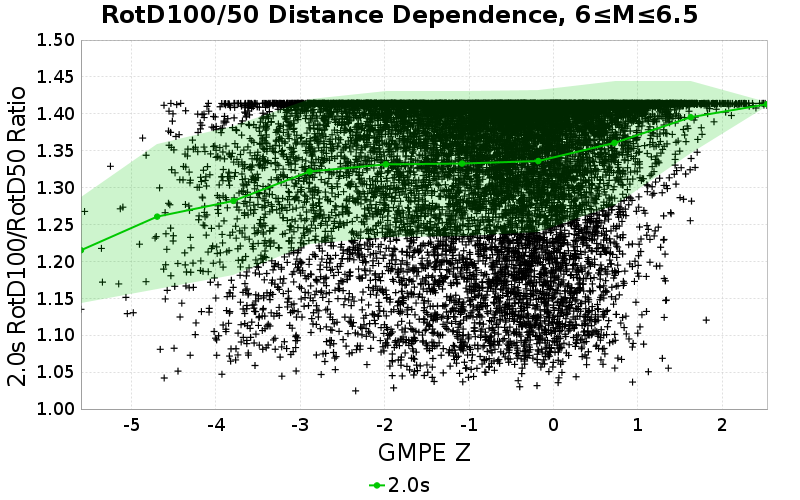 RotD100/50 Distance Dependence, 6≤M≤6.5
2.0s RotD100/RotD50 Ratio
1.50
1.45
1.40
1.35
1.30
1.25
1.20
1.15
1.10
1.05
1.00
-5 -4 -3 -2 -1 0 1 2
GMPE Z
2.0s